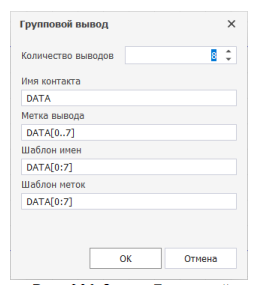 Групповой вывод
Количество выводов 8
Имя контакта
DATA
Метка вывода
DATA[0..7]
Шаблон имен
DATA[0:7]
Шаблон меток
DATA[0:7]
OK Отмена